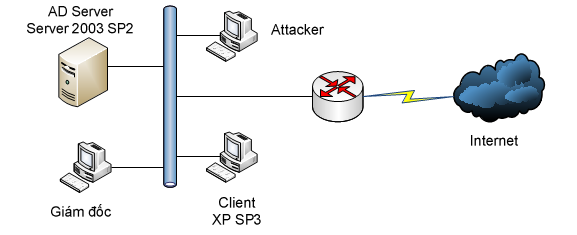 AD Server
Server 2003 SP2
Attacker
Internet
Giám đốc
Client
XP SP3